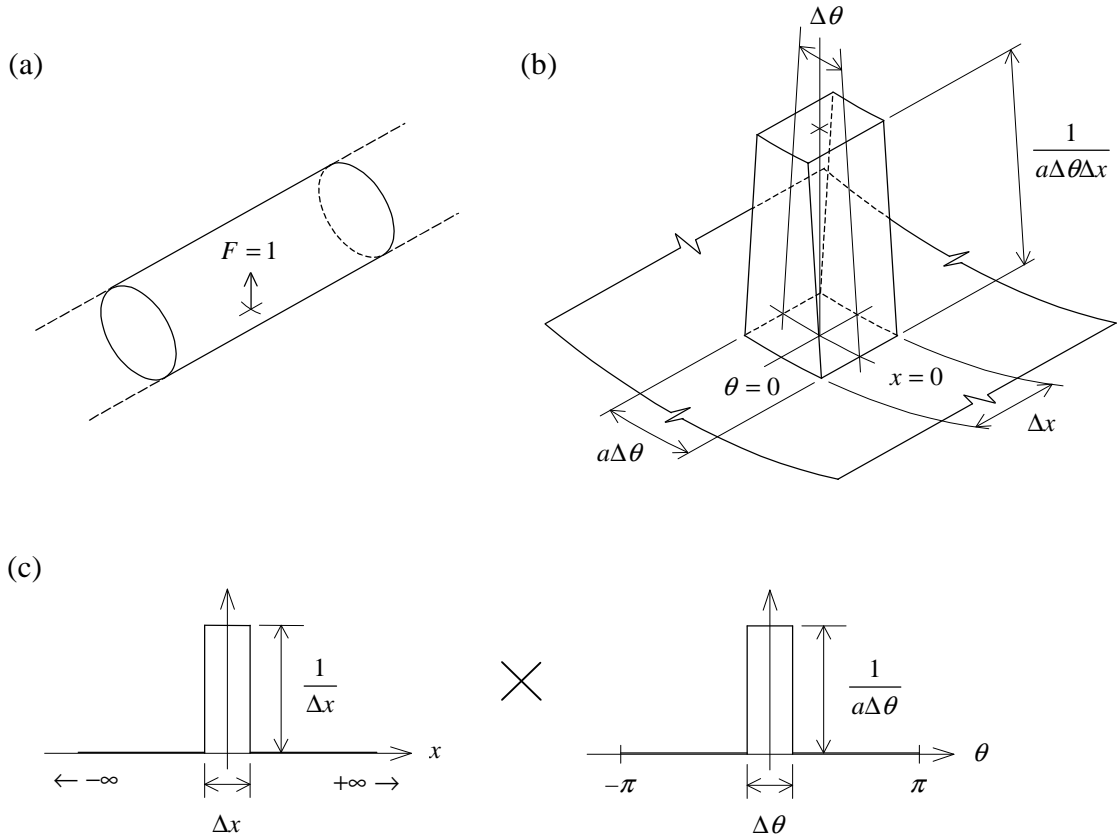 (a)
F = 1
(b)
Δθ
1
aΔθΔx
θ = 0
x = 0
aΔθ
Δx
(c)
1
Δx
x
← −∞
+∞ →
Δx
×
1
aΔθ
θ
−π
π
Δθ